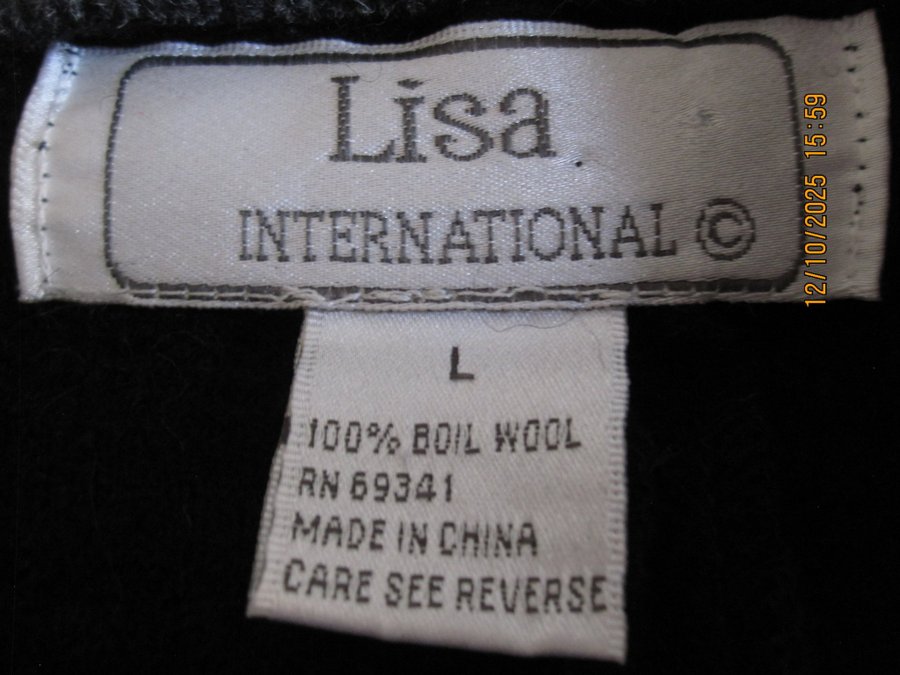 Lisa
INTERNATIONAL ©
L
100% BOIL WOOL
RN 69341
MADE IN CHINA
CARE SEE REVERSE
12/10/2025 15:59